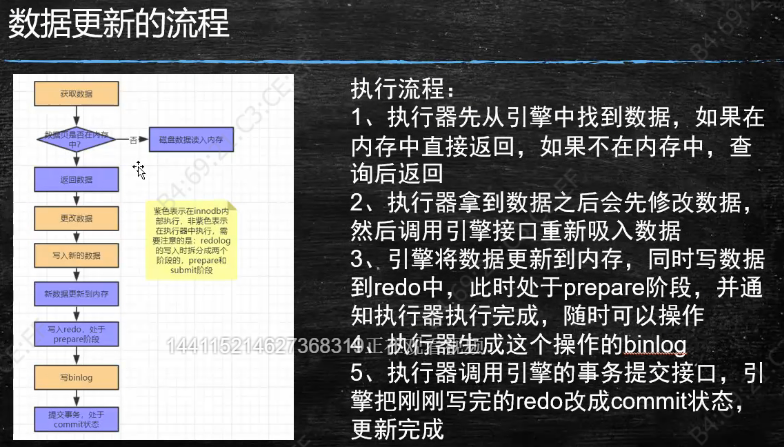 数据更新的流程
获取数据
数据页是否在内存
中?
否
磁盘数据读入内存
返回数据
更改数据
写入新的数据
新数据更新到内存
写入redo，处于
prepare阶段
写binlog
提交事务，处于
commit状态
紫色表示在innodb内
部执行，非紫色表示
在执行器中执行，需
要注意的是：redolog
的写入时拆分成两个
阶段的，prepare和
submit阶段
执行流程：
1、执行器先从引擎中找到数据，如果在
内存中直接返回，如果不在内存中，查
询后返回
2、执行器拿到数据之后会先修改数据，
然后调用引擎接口重新吸入数据
3、引擎将数据更新到内存，同时写数据
到redo中，此时处于prepare阶段，并通
知执行器执行完成，随时可以操作
4、执行器生成这个操作的binlog
5、执行器调用引擎的事务提交接口，引
擎把刚刚写完的redo改成commit状态，
更新完成